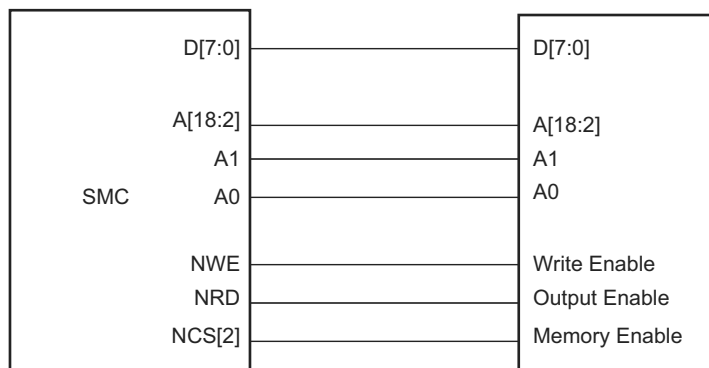 D[7:0] D[7:0]
A[18:2] A[18:2]
A1 A1
SMC A0 A0
NWE Write Enable
NRD Output Enable
NCS[2] Memory Enable